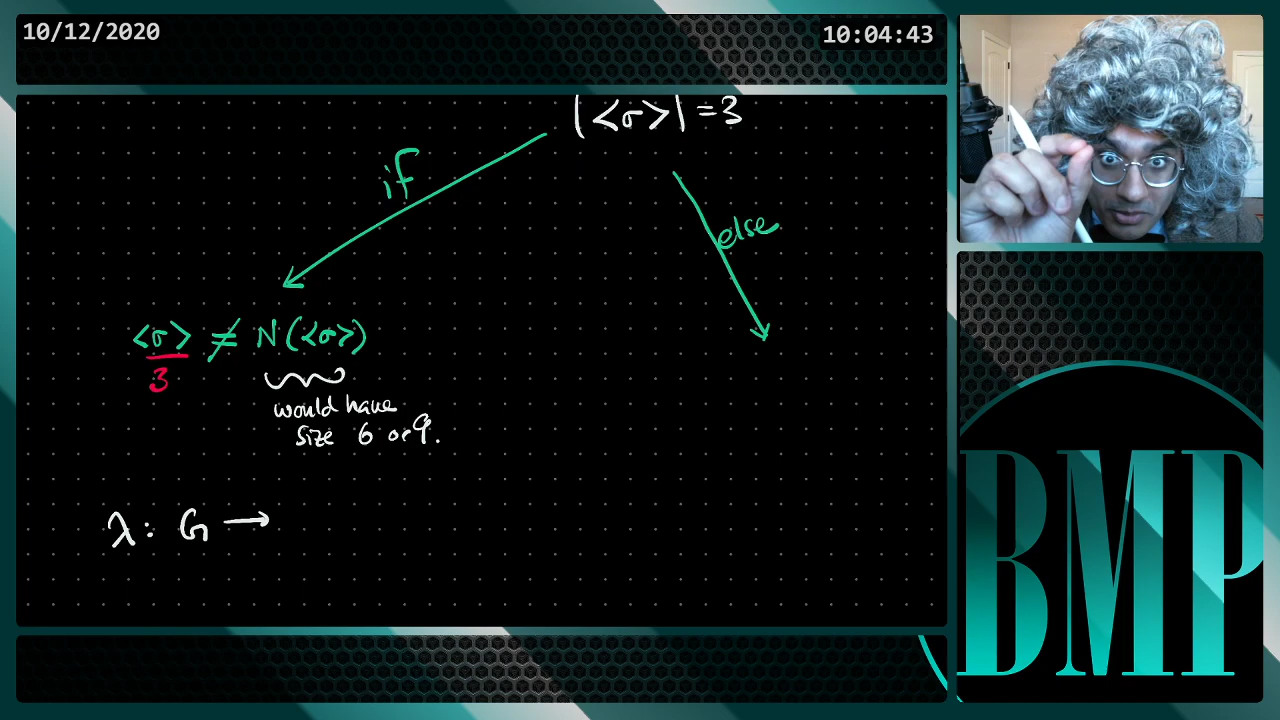 10/12/2020
10:04:43
|<σ>| = 3
if
else
<σ> ≠ N(<σ>)
3
would have
size 6 or 9.
λ: G →
BMP